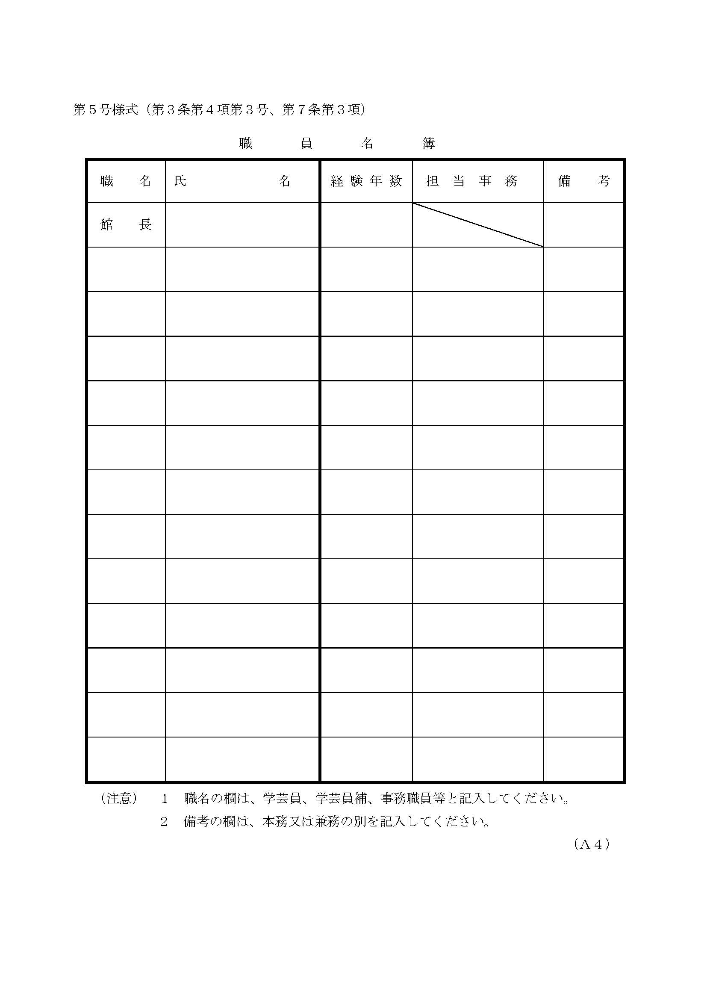 第５号様式（第３条第４項第３号、第７条第３項）
職　員　名　簿
職　名　氏　名　経験年数　担当事務　備　考
館　長
（注意）　１　職名の欄は、学芸員、学芸員補、事務職員等と記入してください。
２　備考の欄は、本務又は兼務の別を記入してください。
（Ａ４）